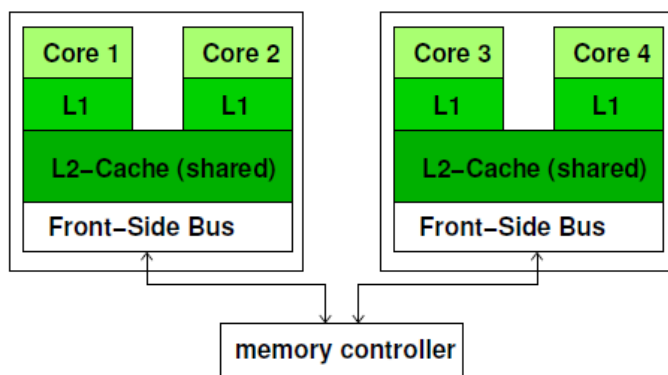 Core 1 Core 2 Core 3 Core 4
L1 L1 L1 L1
L2-Cache (shared) L2-Cache (shared)
Front-Side Bus Front-Side Bus
memory controller